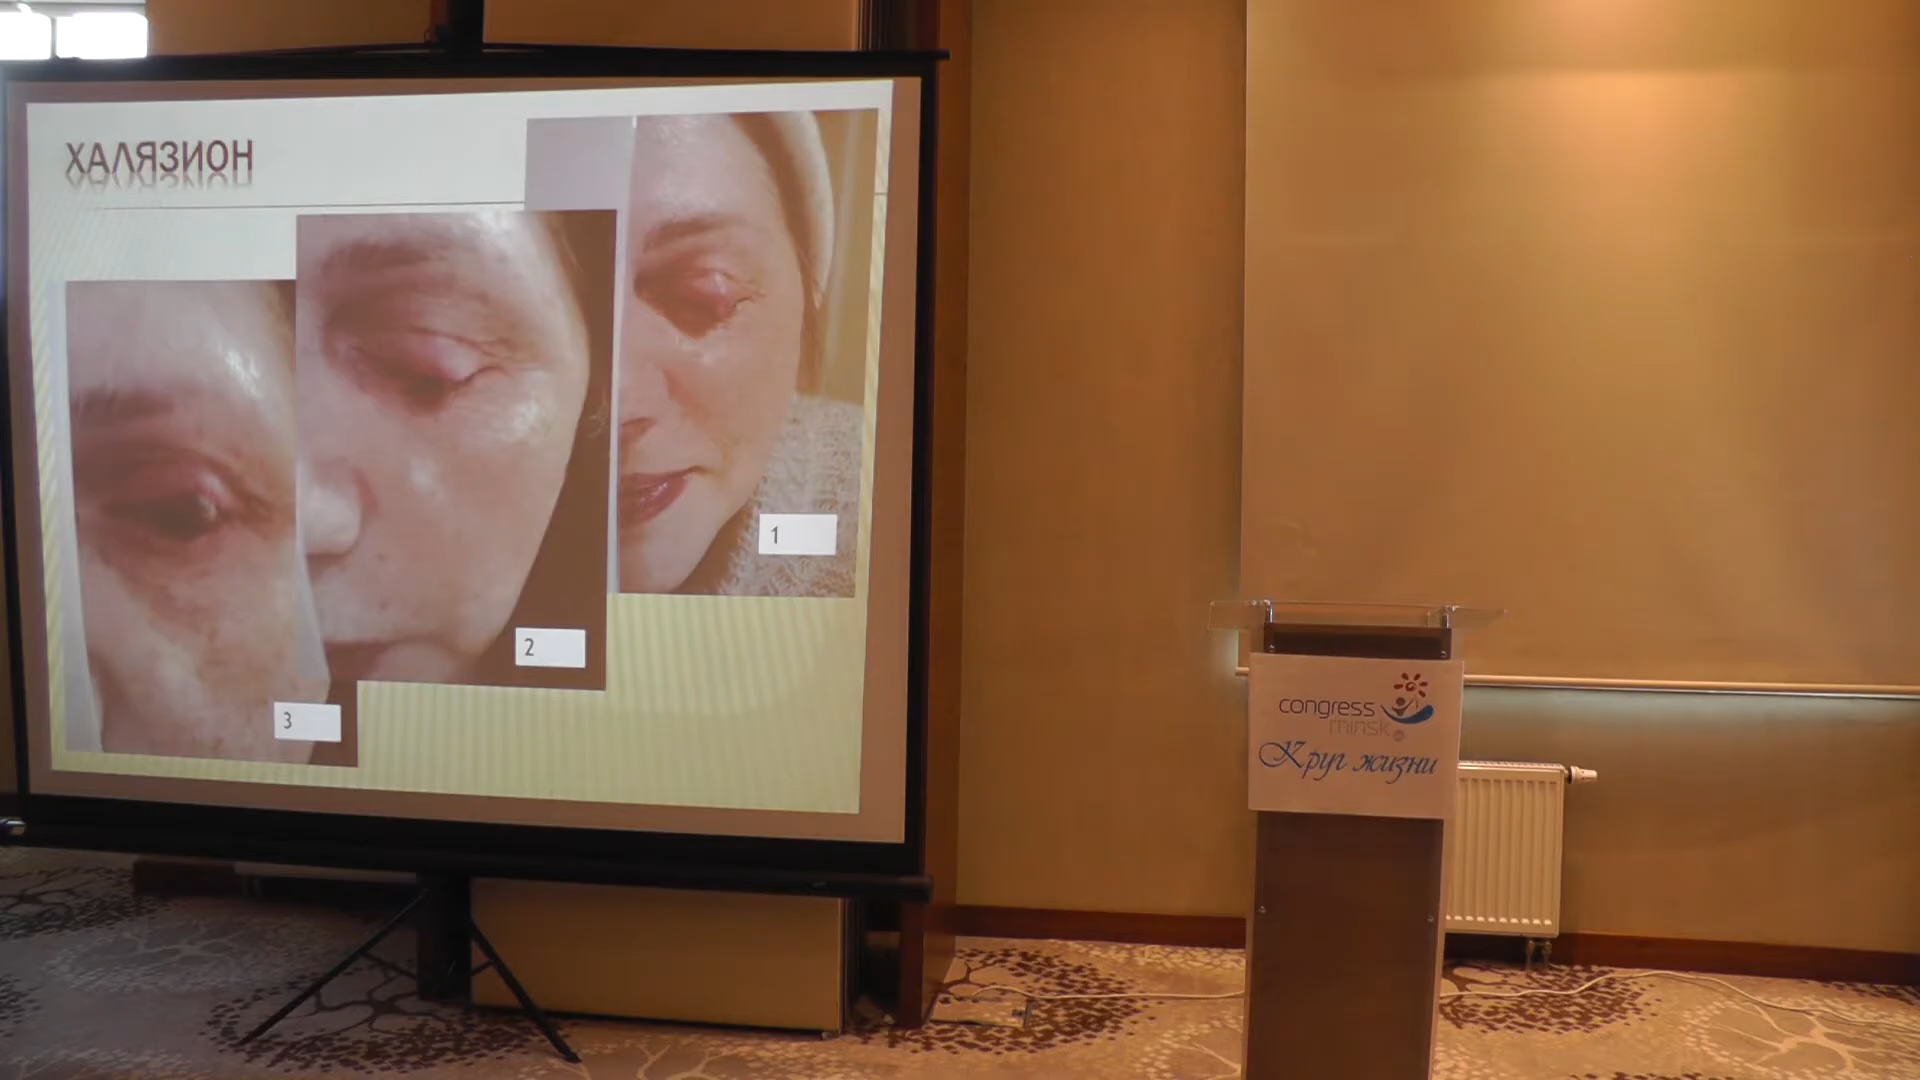 ХАЛЯЗИОН
1
2
3
congress
minsk
Круг жизни